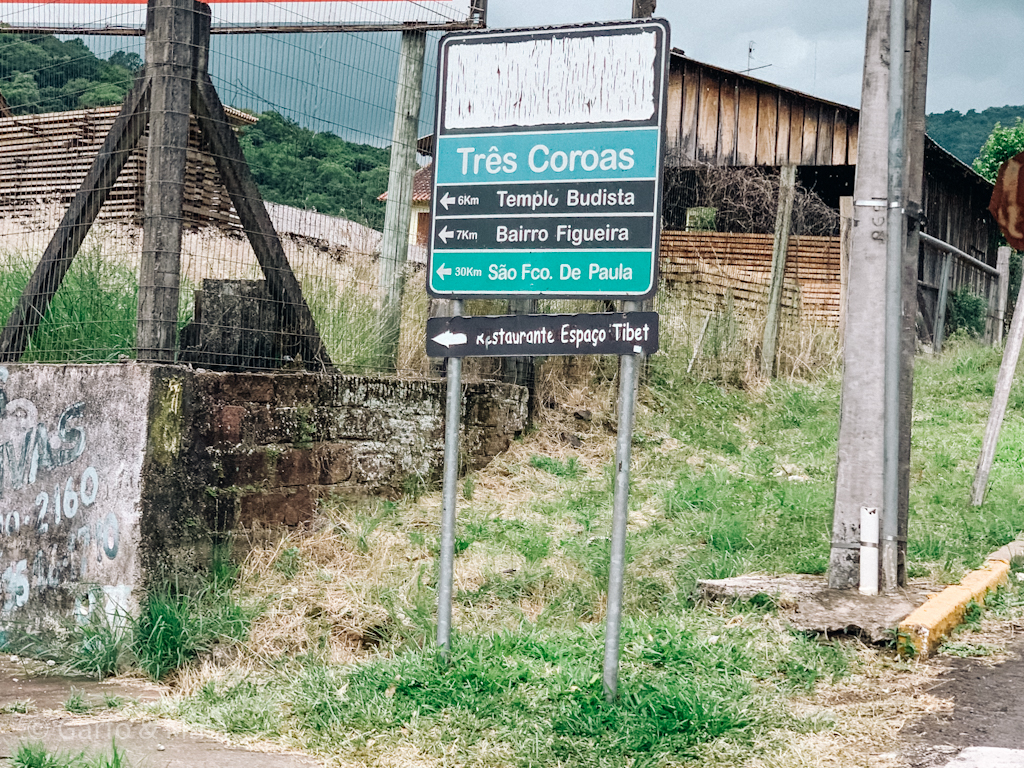 Três Coroas
6Km Templo Budista
7Km Bairro Figueira
30Km São Fco. De Paula
Restaurante Espaço Tibet
2160